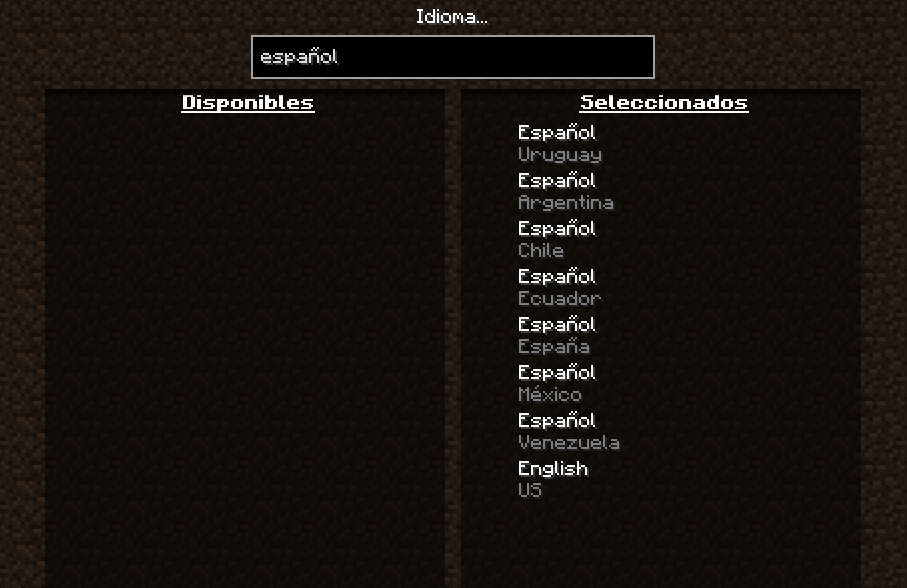 Idioma...
español
Disponibles
Seleccionados
Español
Uruguay
Español
Argentina
Español
Chile
Español
Ecuador
Español
España
Español
México
Español
Venezuela
English
US